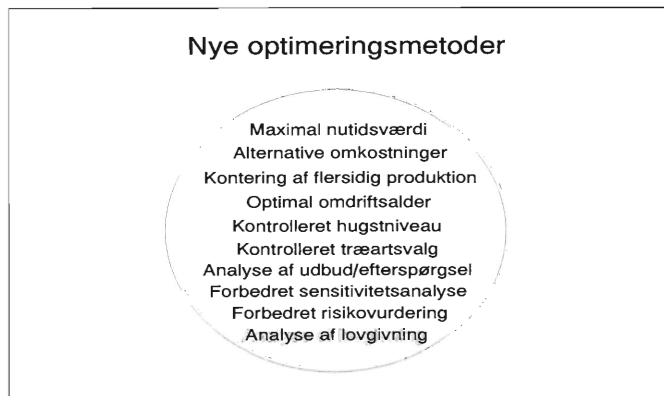 Nye optimeringsmetoder
Maximal nutidsværdi
Alternative omkostninger
Kontering af flersidig produktion
Optimal omdriftsalder
Kontrolleret hugstniveau
Kontrolleret træartsvalg
Analyse af udbud/efterspørgsel
Forbedret sensitivitetsanalyse
Forbedret risikovurdering
Analyse af lovgivning